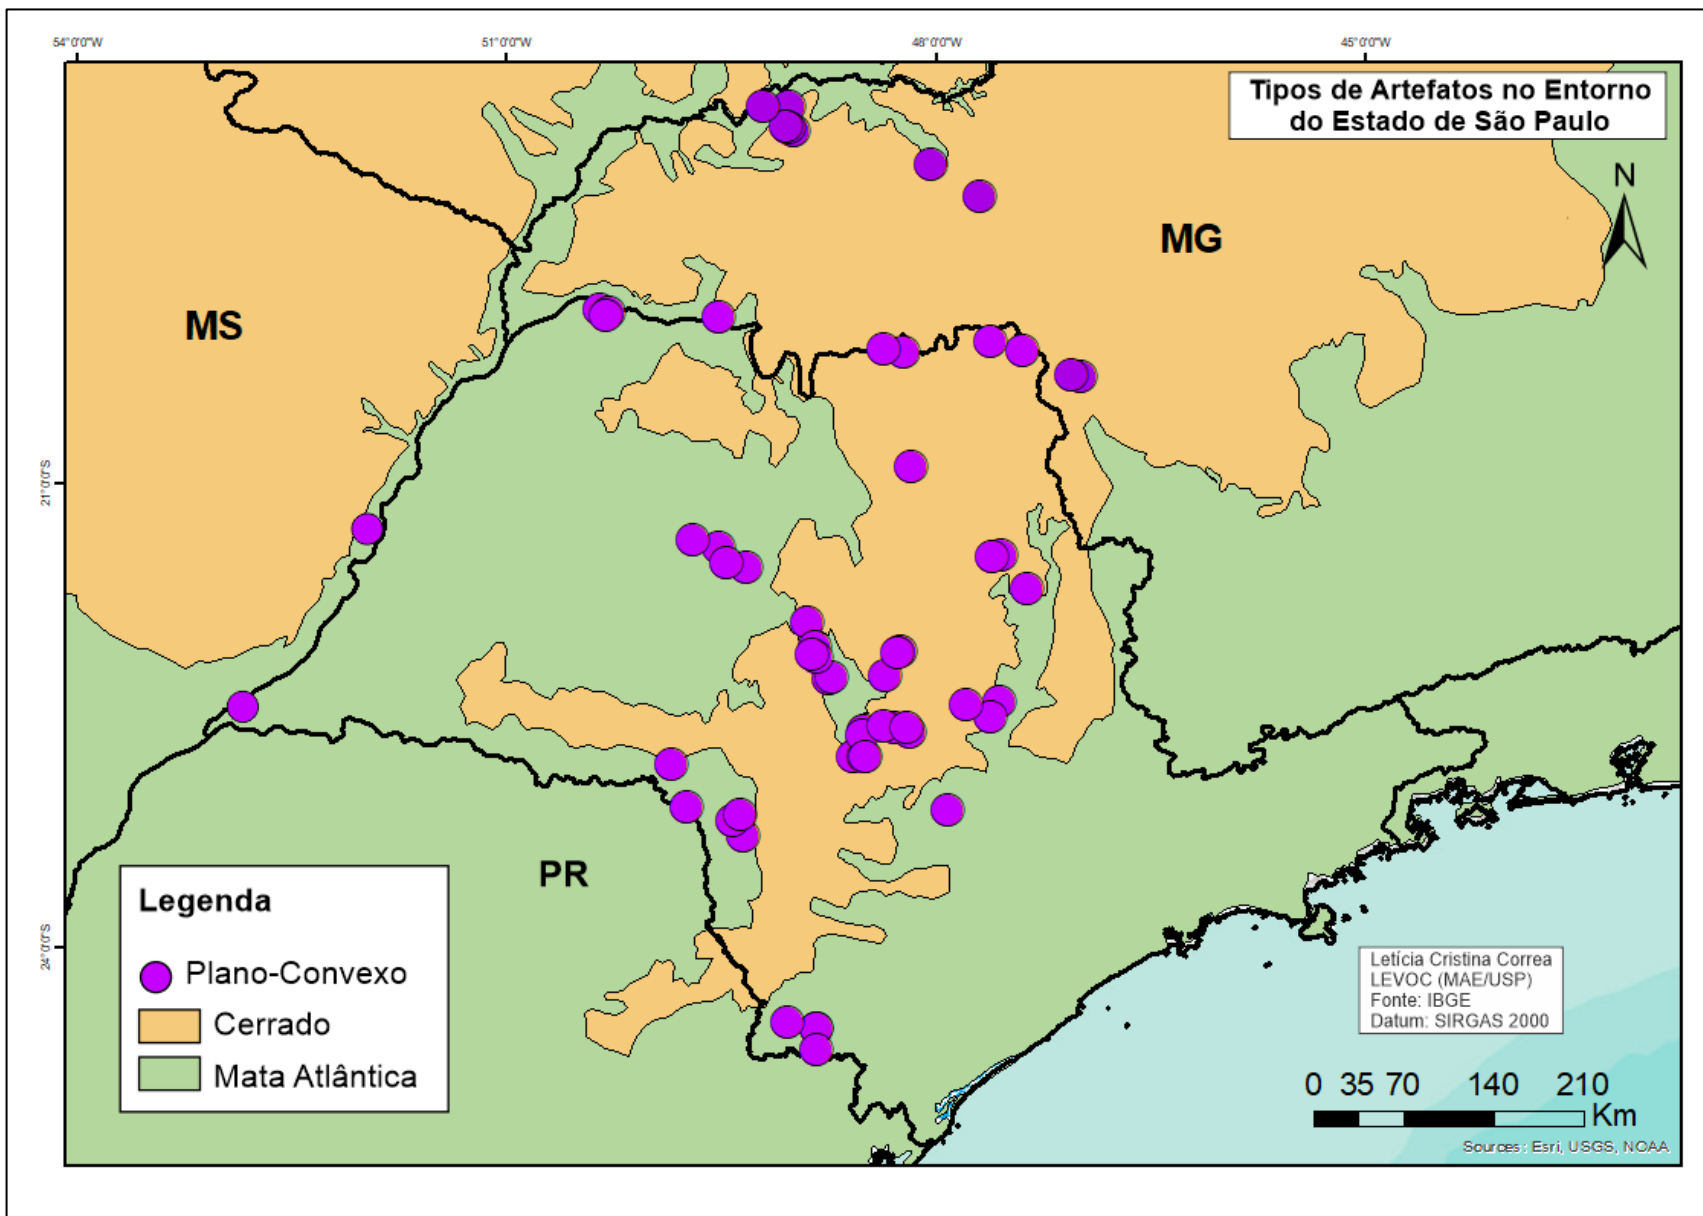 54°0'0"W
51°0'0"W
48°0'0"W
45°0'0"W
Tipos de Artefatos no Entorno
do Estado de São Paulo
N
MG
MS
21°0'0"S
PR
24°0'0"S
Legenda
Plano-Convexo
Cerrado
Mata Atlântica
Letícia Cristina Correa
LEVOC (MAE/USP)
Fonte: IBGE
Datum: SIRGAS 2000
0 35 70 140 210
Km
Sources: Esri, USGS, NOAA